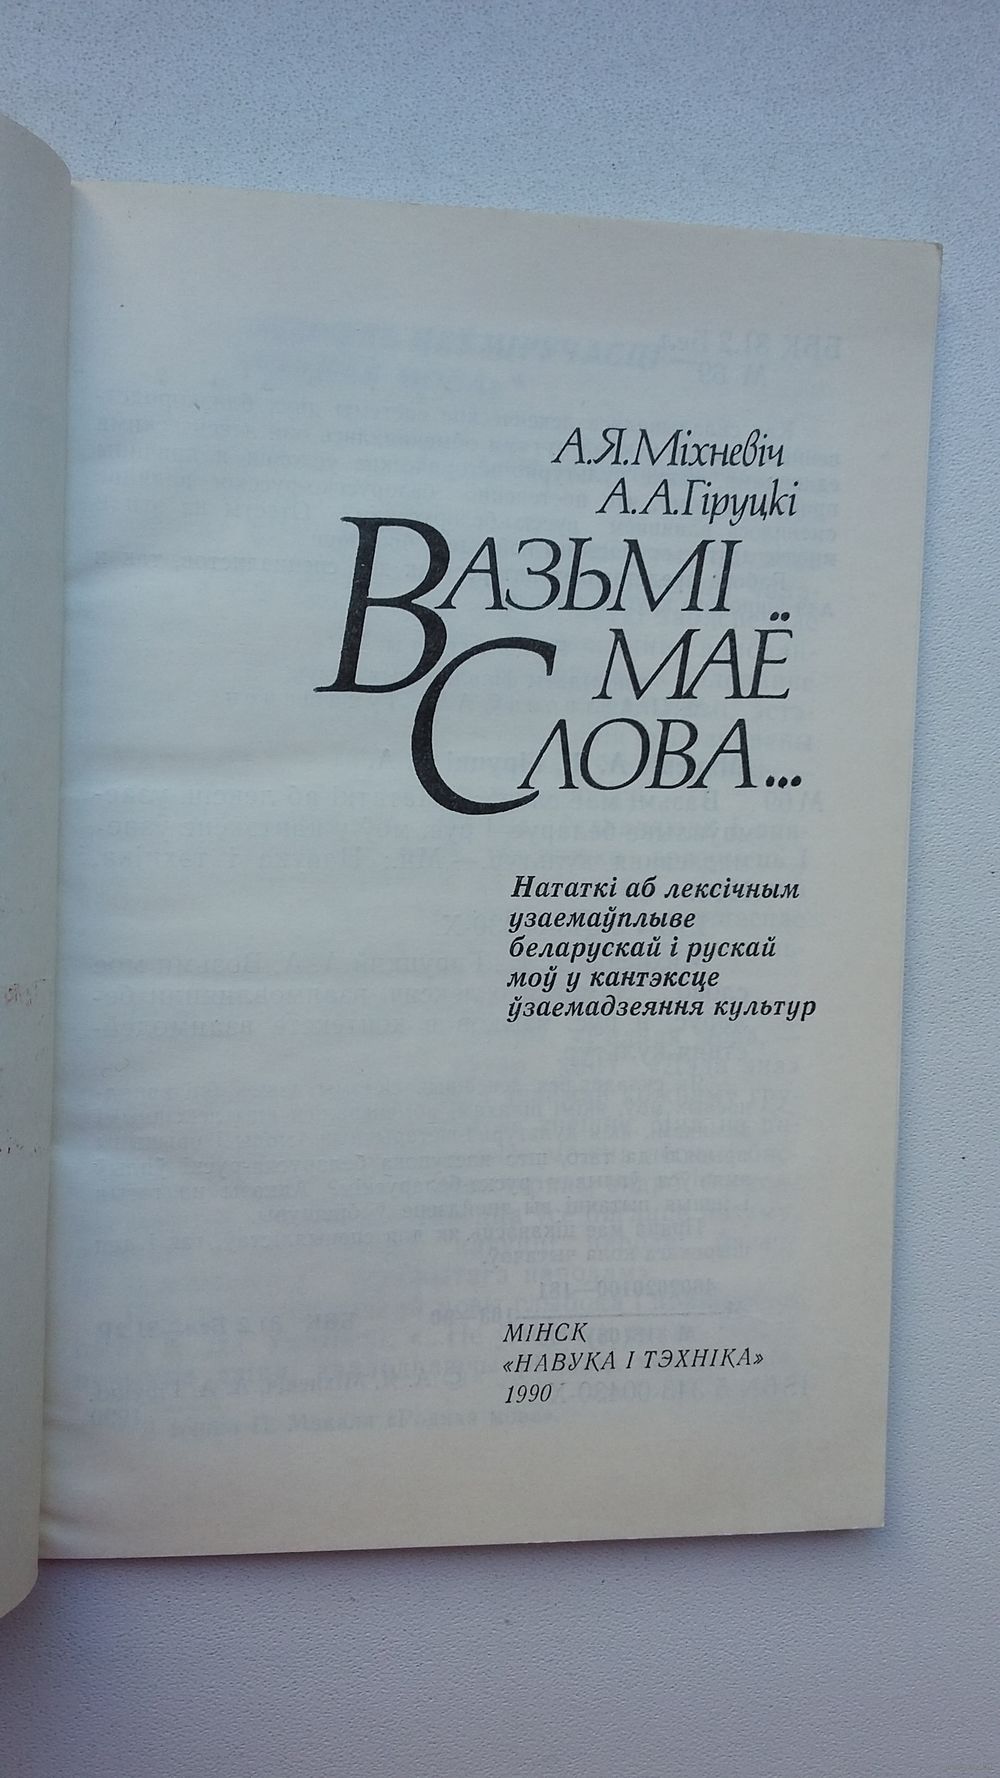 А.Я.Міхневіч
А.А.Гіруцкі
ВАЗЬМІ
МАЁ
СЛОВА...
Нататкі аб лексічным
узаемаўплыве
беларускай і рускай
моў у кантэксце
ўзаемадзеяння культур
МІНСК
«НАВУКА І ТЭХНІКА»
1990